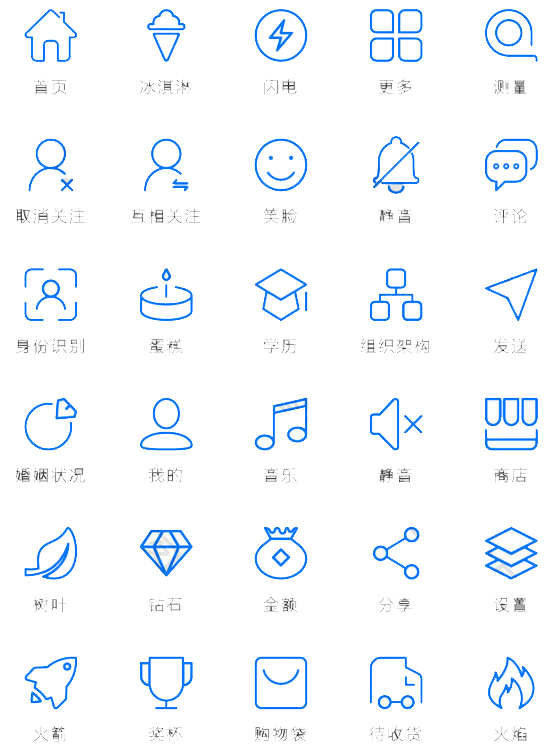 首页 冰淇淋 闪电 更多 测量
取消关注 互相关注 笑脸 静音 评论
身份识别 蛋糕 学历 组织架构 发送
婚姻状况 我的 音乐 静音 商店
树叶 钻石 金额 分享 设置
火箭 奖杯 购物袋 待收货 火焰